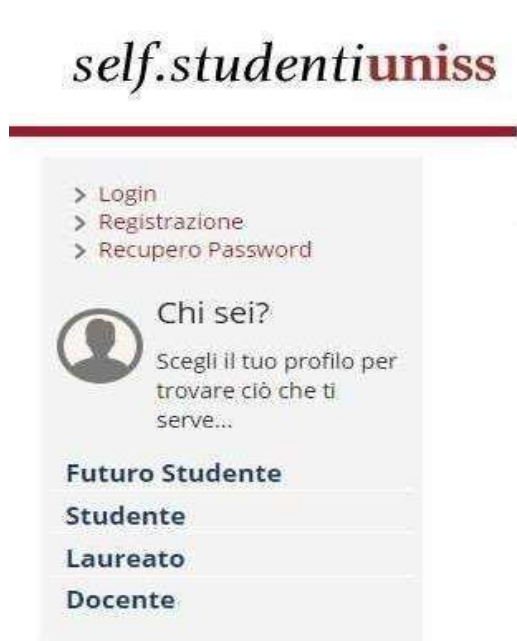 self.studentiuniss
> Login
> Registrazione
> Recupero Password
Chi sei?
Scegli il tuo profilo per
trovare ciò che ti
serve...
Futuro Studente
Studente
Laureato
Docente